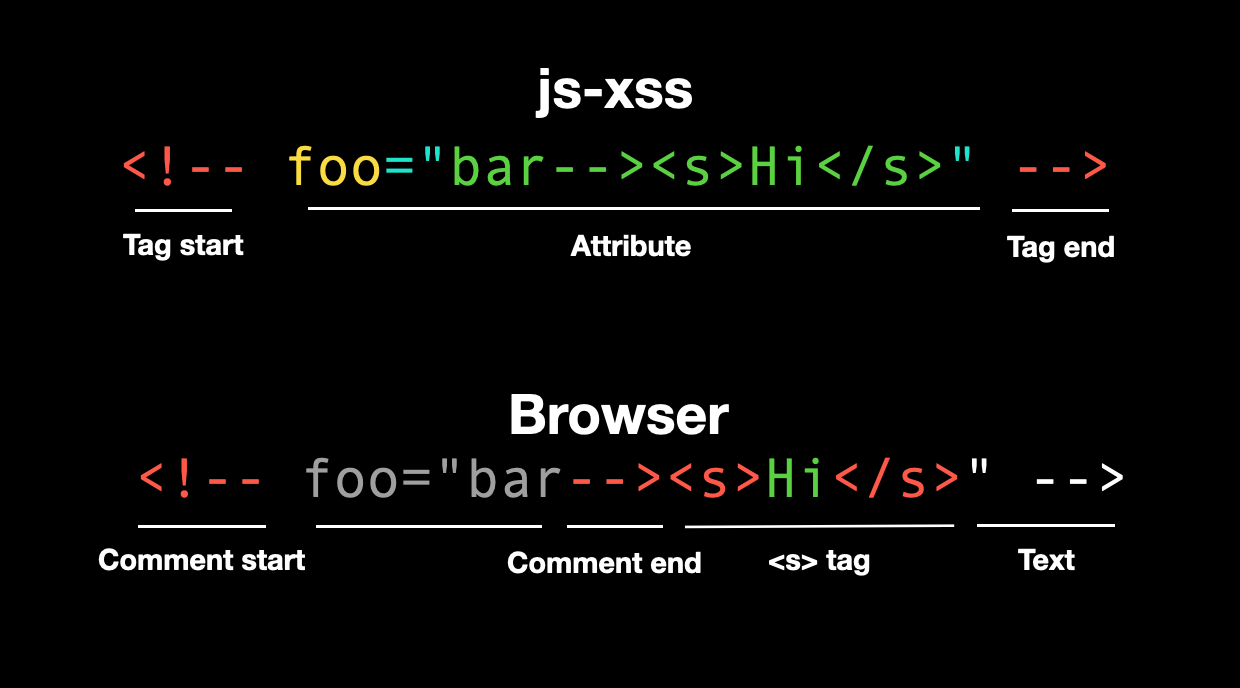 js-xss
<!-- foo="bar--><s>Hi</s>" -->
Tag start Attribute Tag end
Browser
<!-- foo="bar--><s>Hi</s>" -->
Comment start Comment end <s> tag Text